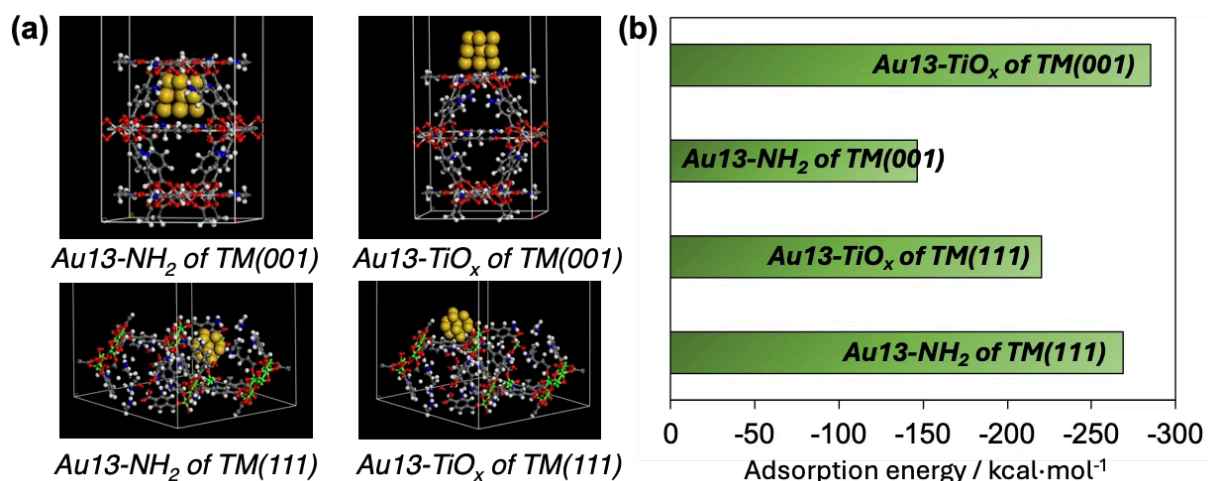 (a)
Au13-NH₂ of TM(001)
Au13-TiOₓ of TM(001)
Au13-NH₂ of TM(111)
Au13-TiOₓ of TM(111)
(b)
Au13-TiOₓ of TM(001)
Au13-NH₂ of TM(001)
Au13-TiOₓ of TM(111)
Au13-NH₂ of TM(111)
0 -50 -100 -150 -200 -250 -300
Adsorption energy / kcal·mol⁻¹